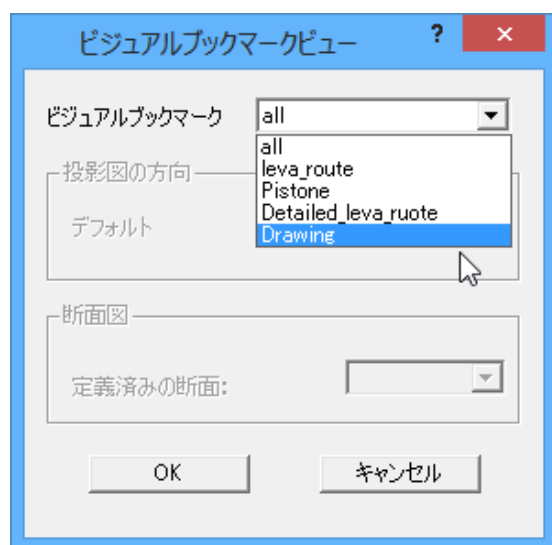 ビジュアルブックマークビュー ? ×
ビジュアルブックマーク all
all
leva_route
Pistone
Detailed_leva_ruote
Drawing
投影図の方向
デフォルト
断面図
定義済みの断面:
OK キャンセル